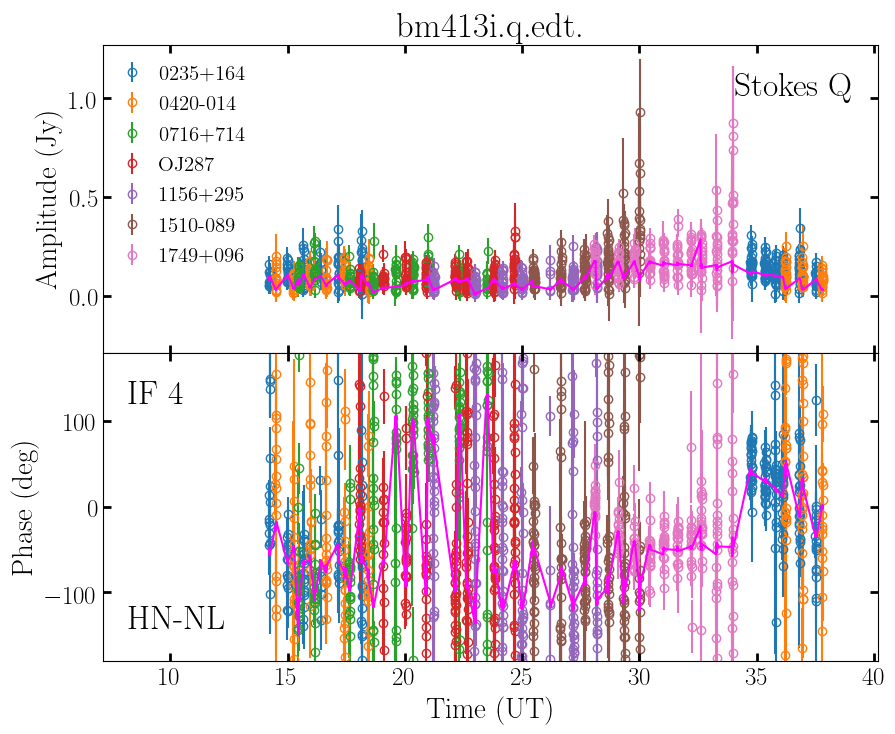 bm413i.q.edt.
Stokes Q
0235+164
0420-014
0716+714
OJ287
1156+295
1510-089
1749+096
Amplitude (Jy)
1.0
0.5
0.0
IF 4
HN-NL
Phase (deg)
100
0
−100
10 15 20 25 30 35 40
Time (UT)